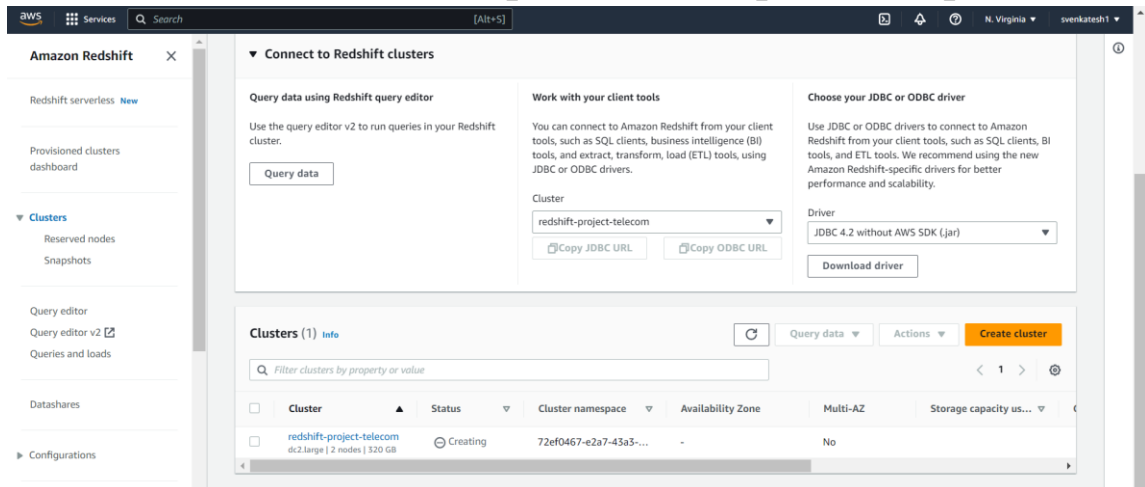 aws
Services
Search
[Alt+S]
N. Virginia
svenkatesh1
Amazon Redshift
Redshift serverless New
Provisioned clusters
dashboard
Clusters
Reserved nodes
Snapshots
Query editor
Query editor v2
Queries and loads
Datashares
Configurations
Connect to Redshift clusters
Query data using Redshift query editor
Use the query editor v2 to run queries in your Redshift
cluster.
Query data
Work with your client tools
You can connect to Amazon Redshift from your client
tools, such as SQL clients, business intelligence (BI)
tools, and extract, transform, load (ETL) tools, using
JDBC or ODBC drivers.
Cluster
redshift-project-telecom
Copy JDBC URL
Copy ODBC URL
Choose your JDBC or ODBC driver
Use JDBC or ODBC drivers to connect to Amazon
Redshift from your client tools, such as SQL clients, BI
tools, and ETL tools. We recommend using the new
Amazon Redshift-specific drivers for better
performance and scalability.
Driver
JDBC 4.2 without AWS SDK (.jar)
Download driver
Clusters (1) Info
Query data
Actions
Create cluster
Filter clusters by property or value
1
Cluster
Status
Cluster namespace
Availability Zone
Multi-AZ
Storage capacity us...
redshift-project-telecom
dc2.large | 2 nodes | 320 GB
Creating
72ef0467-e2a7-43a3-...
-
No